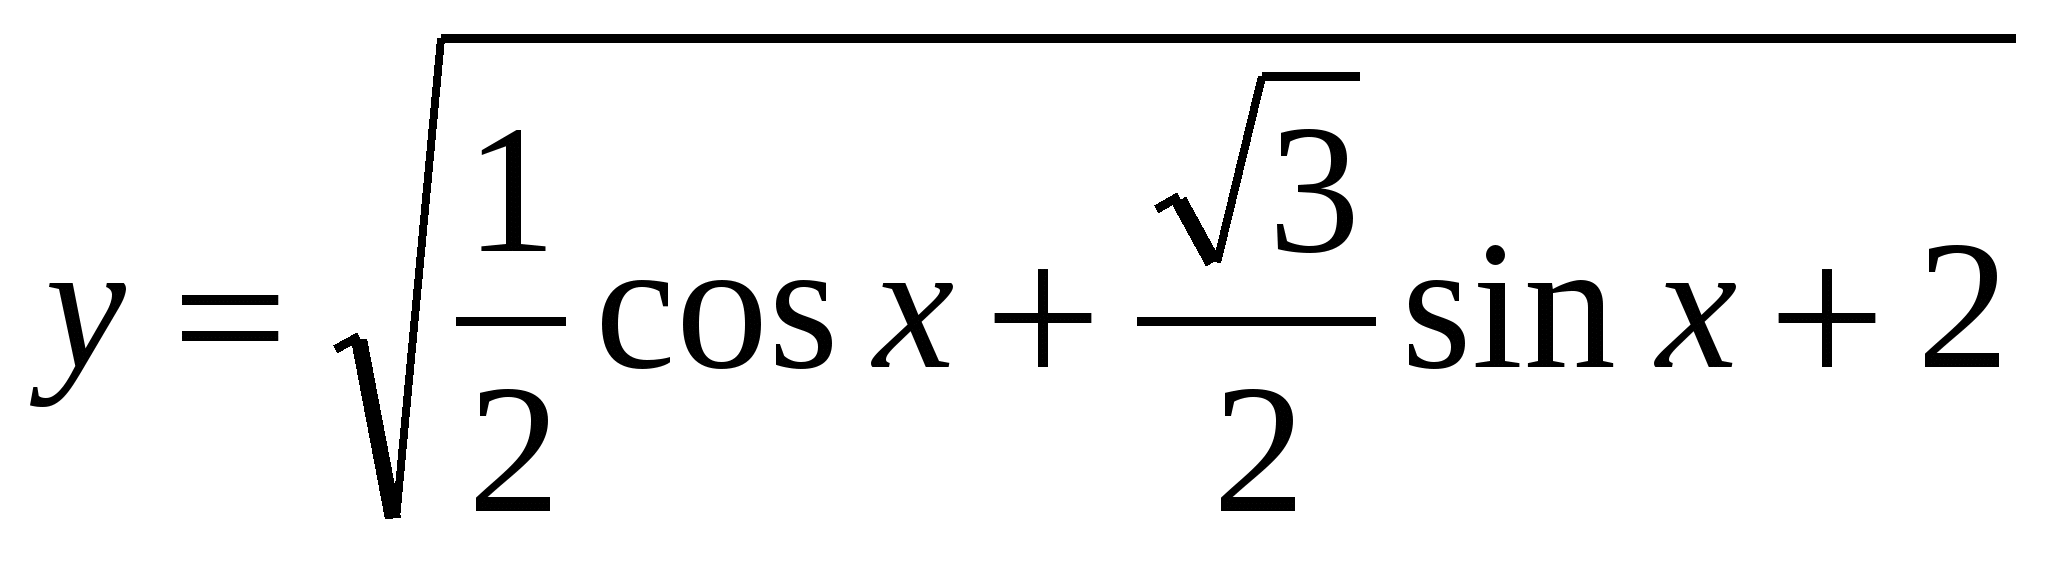 y = √(1/2 cos x + √3/2 sin x + 2)